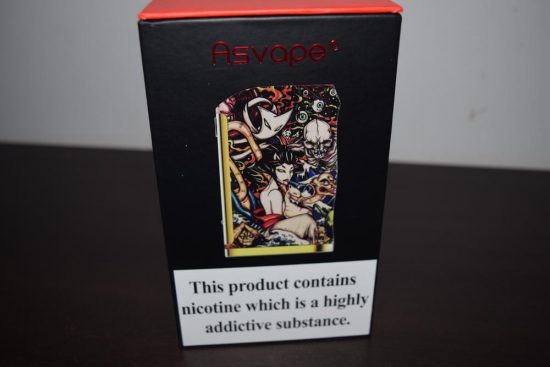 Asvape
This product contains
nicotine which is a highly
addictive substance.